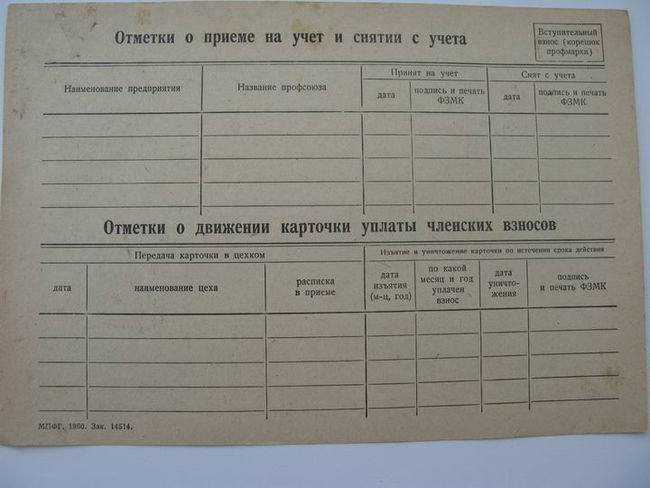 Отметки о приеме на учет и снятии с учета
Вступительный
взнос (корешок
профмарки)
Наименование предприятия
Название профсоюза
Принят на учет
Снят с учета
дата
подпись и печать
ФЗМК
дата
подпись и печать
ФЗМК
Отметки о движении карточки уплаты членских взносов
Передача карточки в цехком
Изъятие и уничтожение карточки по истечении срока действия
дата
наименование цеха
расписка
в приеме
дата
изъятия
(м-ц, год)
по какой
месяц и год
уплачен
взнос
дата
уничто-
жения
подпись
и печать ФЗМК
МПФГ. 1960. Зак. 14514.